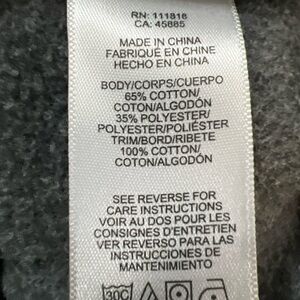 RN: 111818
CA: 45885
MADE IN CHINA
FABRIQUÉ EN CHINE
HECHO EN CHINA
BODY/CORPS/CUERPO
65% COTTON/
COTON/ALGODÓN
35% POLYESTER/
POLYESTER/POLIÉSTER
TRIM/BORD/RIBETE
100% COTTON/
COTON/ALGODÓN
SEE REVERSE FOR
CARE INSTRUCTIONS
VOIR AU DOS POUR LES
CONSIGNES D'ENTRETIEN
VER REVERSO PARA LAS
INSTRUCCIONES DE
MANTENIMIENTO
30C